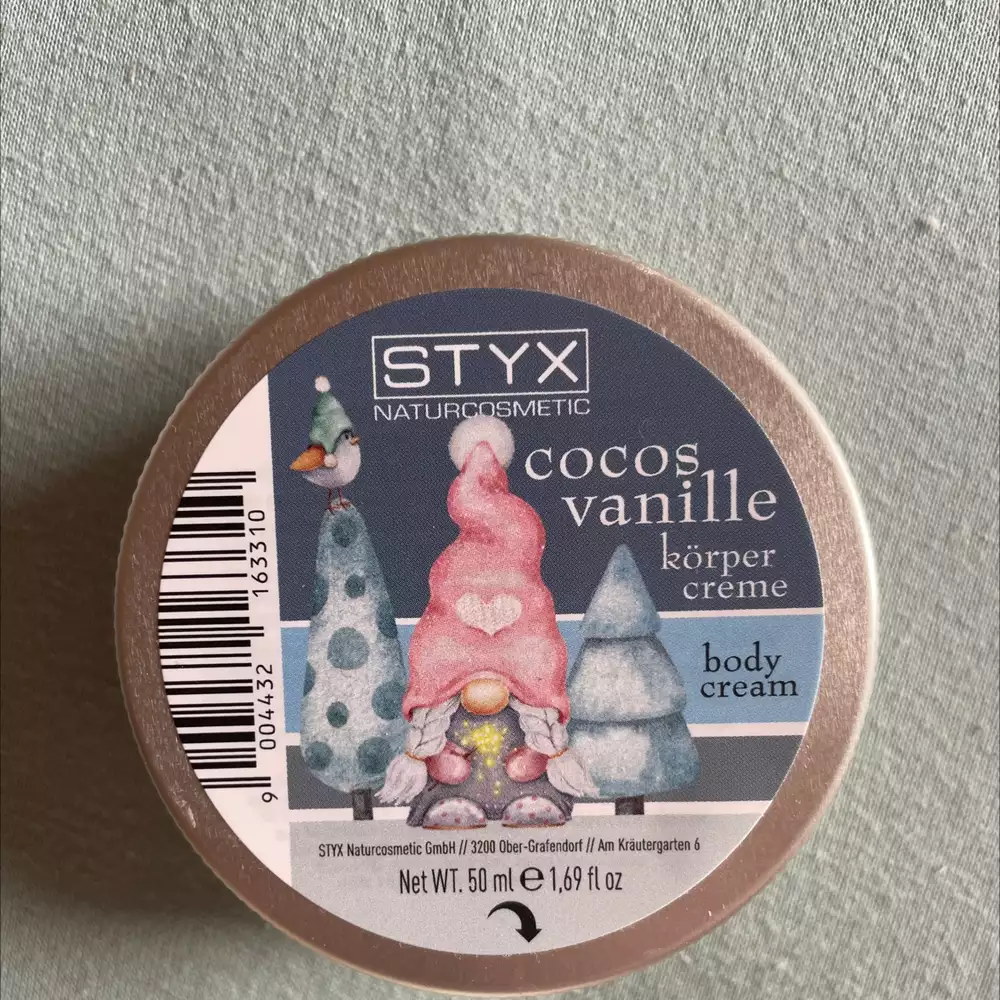 STYX
NATURCOSMETIC
cocos
vanille
körper
creme
body
cream
9 004432 163310
STYX Naturcosmetic GmbH // 3200 Ober-Grafendorf // Am Kräutergarten 6
Net WT. 50 ml e 1,69 fl oz